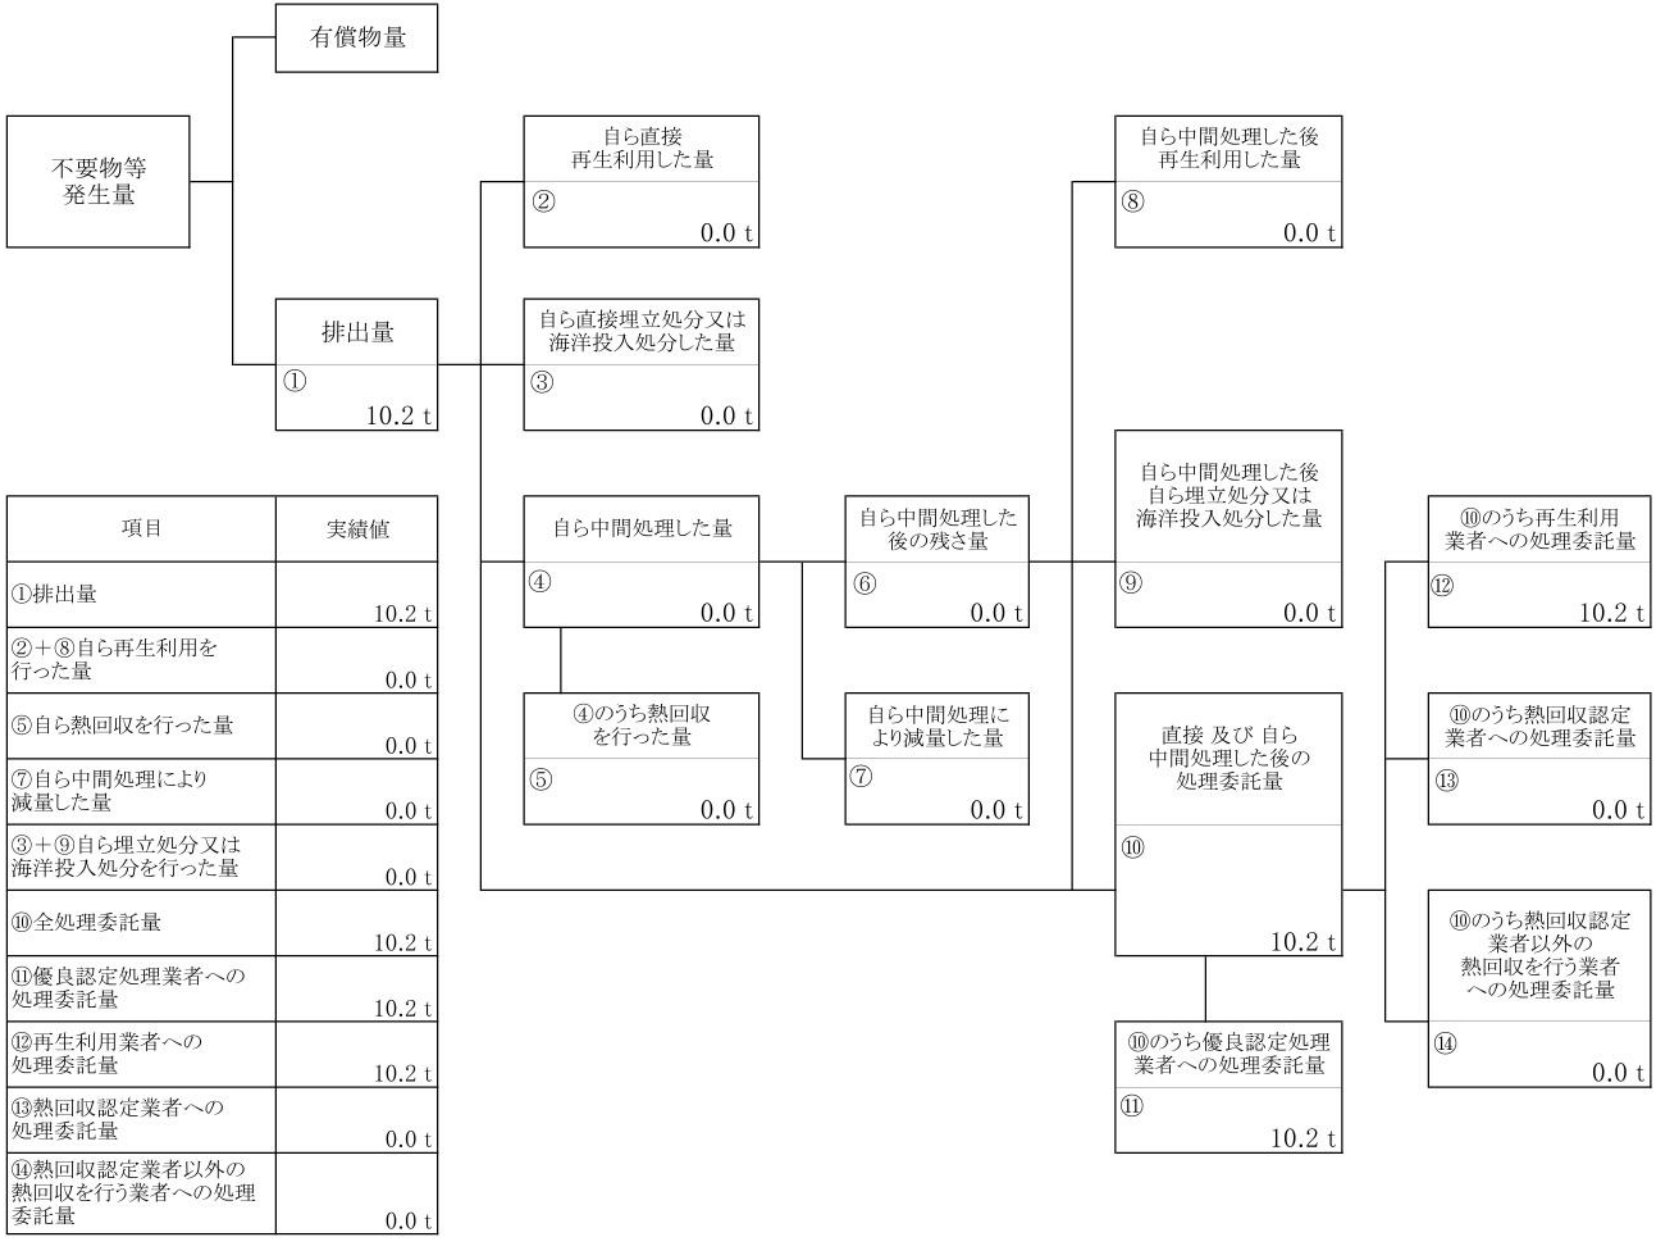 有償物量
不要物等
発生量
排出量
①
10.2 t
自ら直接
再生利用した量
②
0.0 t
自ら直接埋立処分又は
海洋投入処分した量
③
0.0 t
自ら中間処理した量
④
0.0 t
④のうち熱回収
を行った量
⑤
0.0 t
自ら中間処理した
後の残さ量
⑥
0.0 t
自ら中間処理に
より減量した量
⑦
0.0 t
自ら中間処理した後
再生利用した量
⑧
0.0 t
自ら中間処理した後
自ら埋立処分又は
海洋投入処分した量
⑨
0.0 t
直接 及び 自ら
中間処理した後の
処理委託量
⑩
10.2 t
⑩のうち優良認定処理
業者への処理委託量
⑪
10.2 t
⑩のうち再生利用
業者への処理委託量
⑫
10.2 t
⑩のうち熱回収認定
業者への処理委託量
⑬
0.0 t
⑩のうち熱回収認定
業者以外の
熱回収を行う業者
への処理委託量
⑭
0.0 t
項目 実績値
①排出量
10.2 t
②＋⑧自ら再生利用を
行った量
0.0 t
⑤自ら熱回収を行った量
0.0 t
⑦自ら中間処理により
減量した量
0.0 t
③＋⑨自ら埋立処分又は
海洋投入処分を行った量
0.0 t
⑩全処理委託量
10.2 t
⑪優良認定処理業者への
処理委託量
10.2 t
⑫再生利用業者への
処理委託量
10.2 t
⑬熱回収認定業者への
処理委託量
0.0 t
⑭熱回収認定業者以外の
熱回収を行う業者への処理
委託量
0.0 t